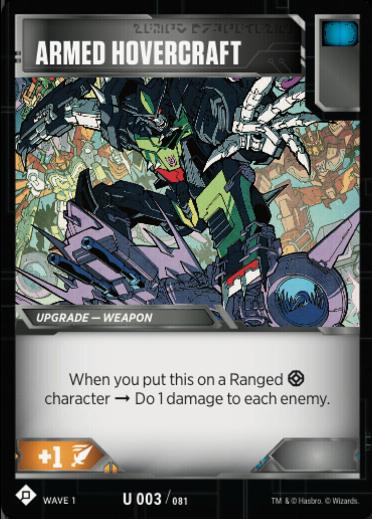 ARMED HOVERCRAFT
UPGRADE — WEAPON
When you put this on a Ranged
character → Do 1 damage to each enemy.
+1
WAVE 1 U 003 / 081 TM & © Hasbro. © Wizards.